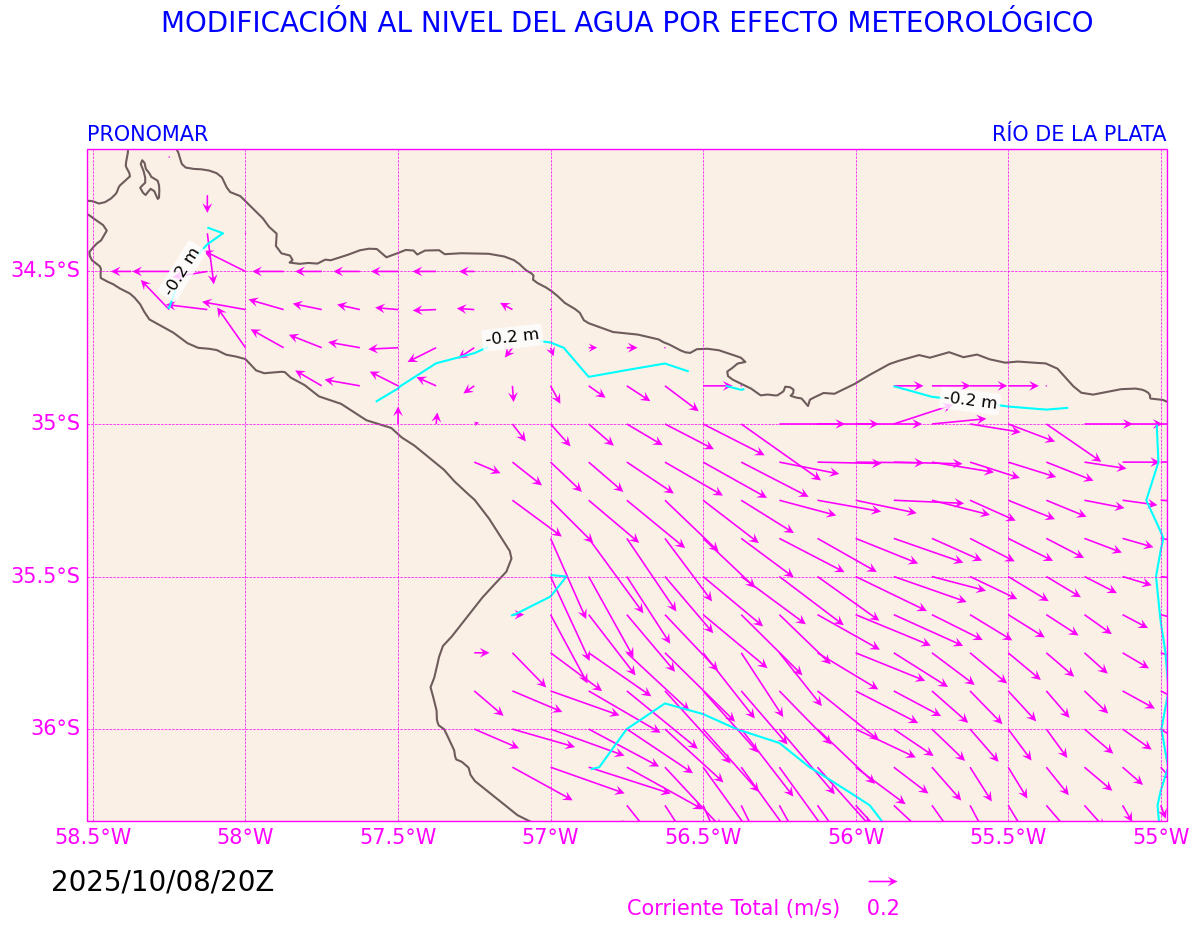 MODIFICACIÓN AL NIVEL DEL AGUA POR EFECTO METEOROLÓGICO
PRONOMAR RÍO DE LA PLATA
-0.2 m
34.5°S
-0.2 m
-0.2 m
35°S
35.5°S
36°S
58.5°W 58°W 57.5°W 57°W 56.5°W 56°W 55.5°W 55°W
2025/10/08/20Z
Corriente Total (m/s) 0.2